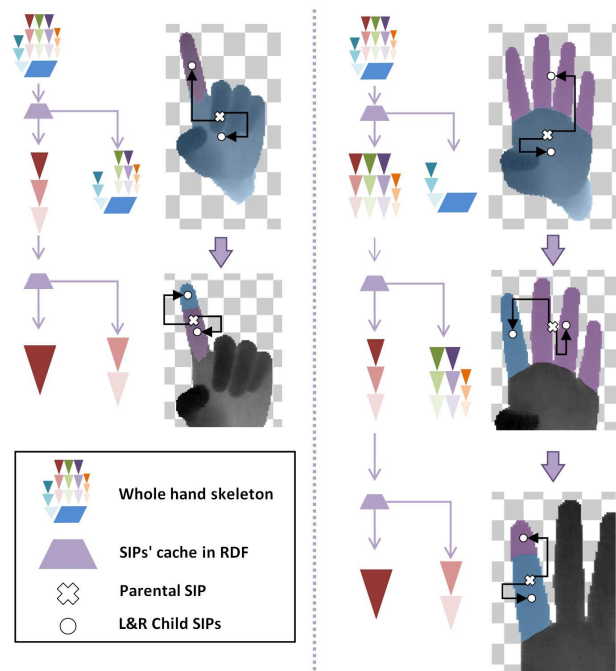 Whole hand skeleton
SIPs' cache in RDF
Parental SIP
L&R Child SIPs